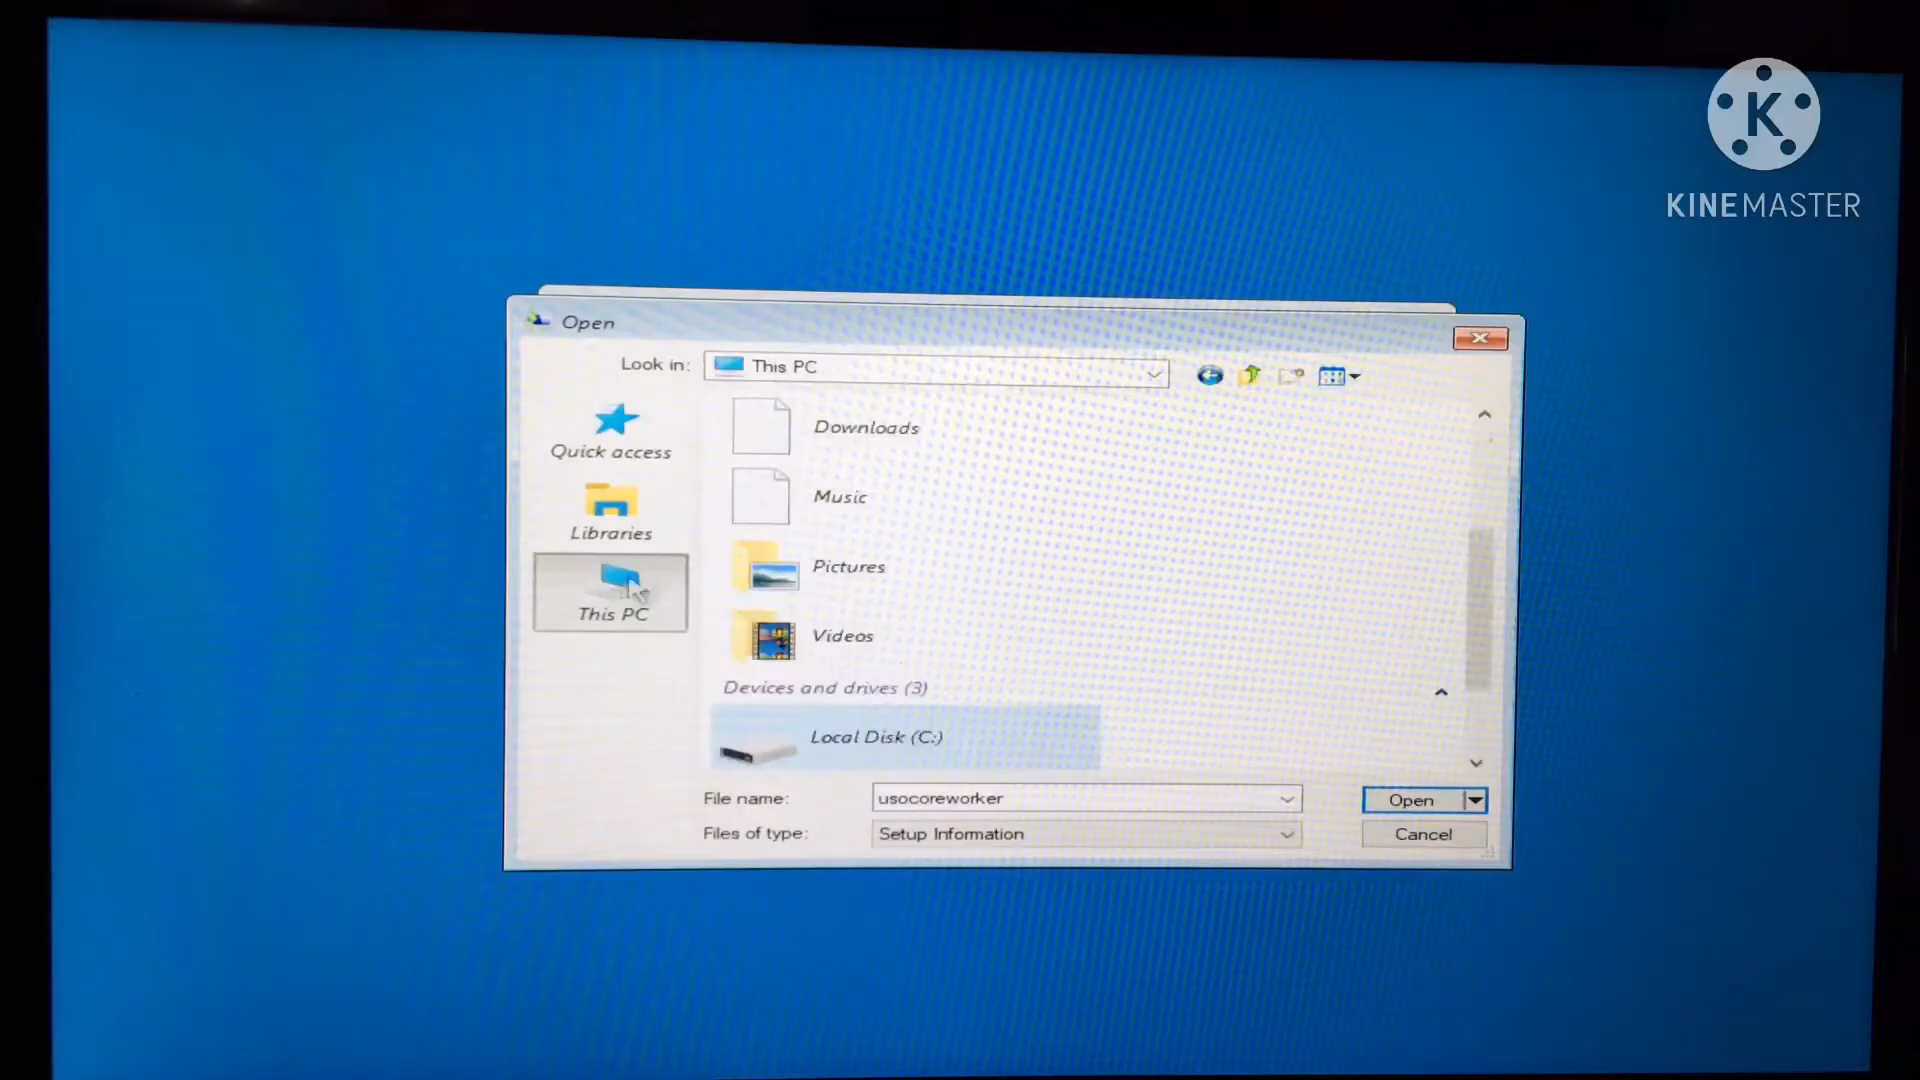 K
KINEMASTER
Open
Look in:
This PC
Quick access
Libraries
This PC
Downloads
Music
Pictures
Videos
Devices and drives (3)
Local Disk (C:)
File name:
usocoreworker
Open
Files of type:
Setup Information
Cancel